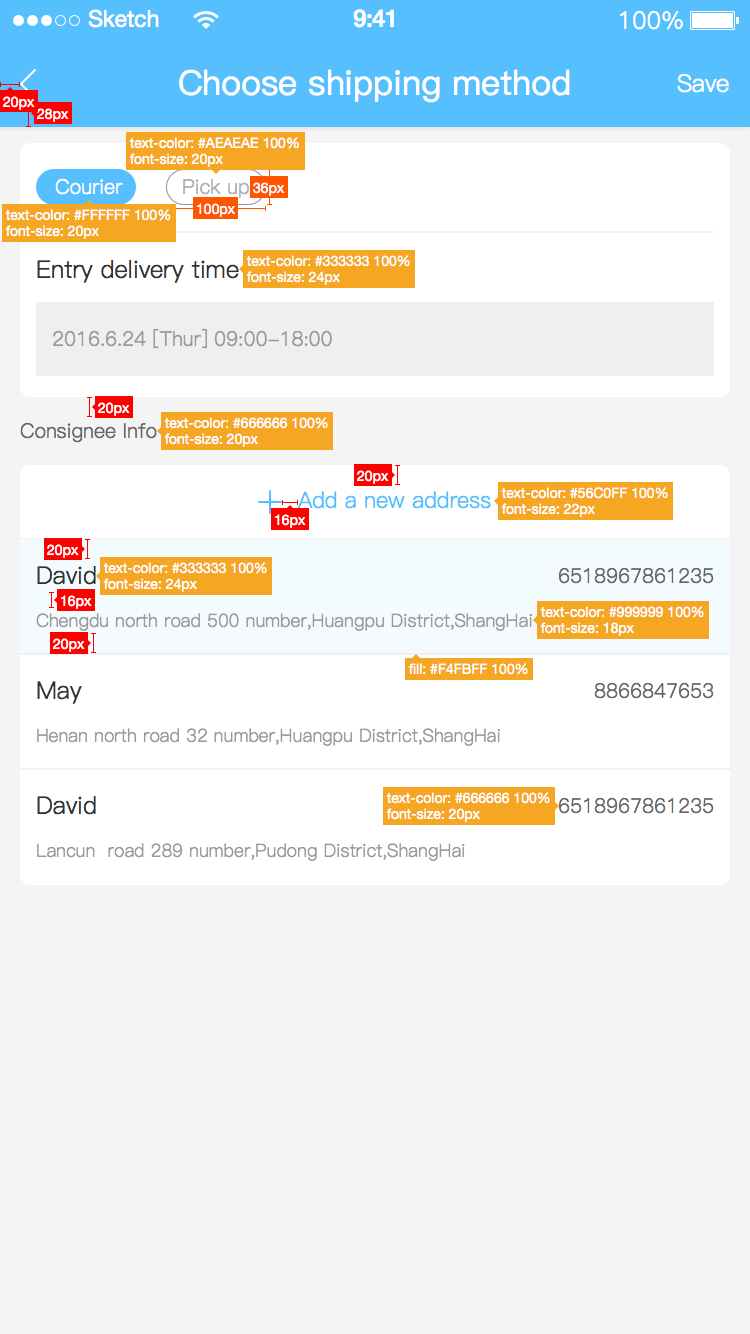 Sketch 9:41 100%
Choose shipping method Save
20px
28px
text-color: #AEAEAE 100%
font-size: 20px
Courier Pick up 36px
100px
text-color: #FFFFFF 100%
font-size: 20px
Entry delivery time text-color: #333333 100%
font-size: 24px
2016.6.24 [Thur] 09:00-18:00
20px
Consignee Info text-color: #666666 100%
font-size: 20px
20px
Add a new address text-color: #56C0FF 100%
font-size: 22px
16px
20px
David text-color: #333333 100%
font-size: 24px
6518967861235
16px
Chengdu north road 500 number,Huangpu District,ShangHai text-color: #999999 100%
font-size: 18px
20px
fill: #F4FBFF 100%
May 8866847653
Henan north road 32 number,Huangpu District,ShangHai
David text-color: #666666 100%
font-size: 20px
6518967861235
Lancun road 289 number,Pudong District,ShangHai